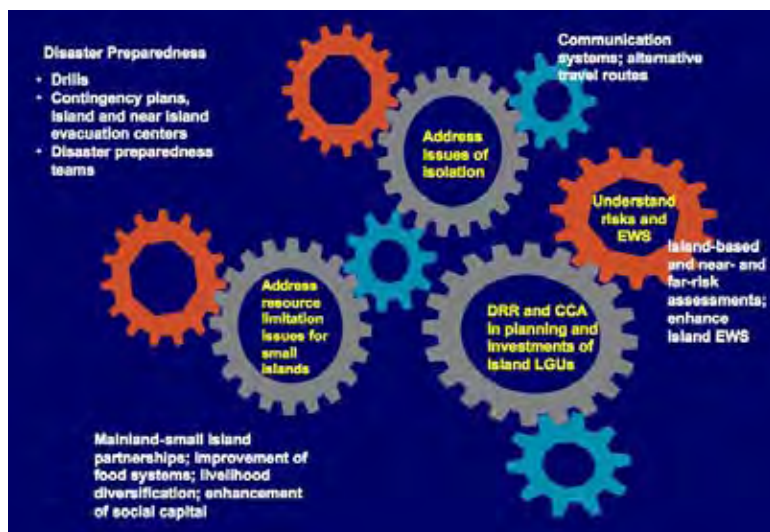 Disaster Preparedness
• Drills
• Contingency plans,
island and near island
evacuation centers
• Disaster preparedness
teams
Communication
systems; alternative
travel routes
Address
issues of
isolation
Understand
risks and
EWS
Island-based
and near- and
far-risk
assessments;
enhance
island EWS
Address
resource
limitation
issues for
small
islands
DRR and CCA
in planning and
investments of
island LGUs
Mainland-small island
partnerships; improvement of
food systems; livelihood
diversification; enhancement
of social capital